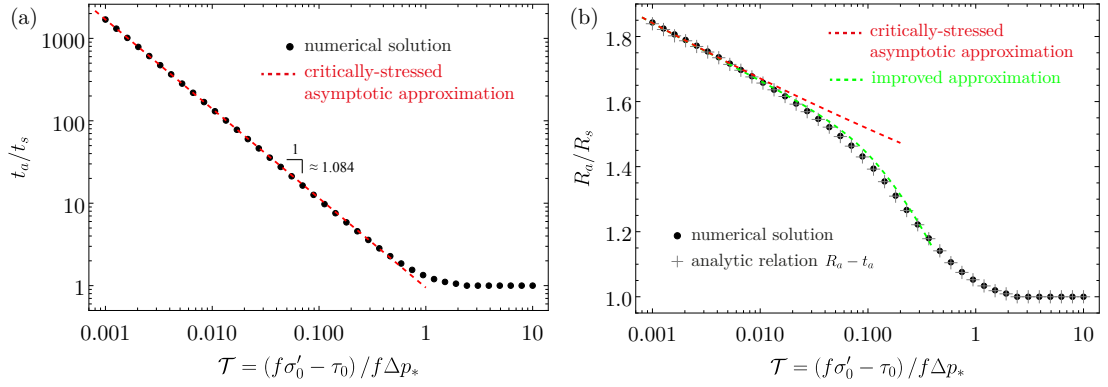 (a)
1000
100
10
1
t_a/t_s
numerical solution
critically-stressed
asymptotic approximation
1
≈ 1.084
0.001
0.010
0.100
1
10
𝒯 = (fσ′_0 − τ_0) / fΔp_*
(b)
1.8
1.6
1.4
1.8
1.0
R_a/R_s
critically-stressed
asymptotic approximation
improved approximation
numerical solution
analytic relation R_a − t_a
0.001
0.010
0.100
1
10
𝒯 = (fσ′_0 − τ_0) / fΔp_*